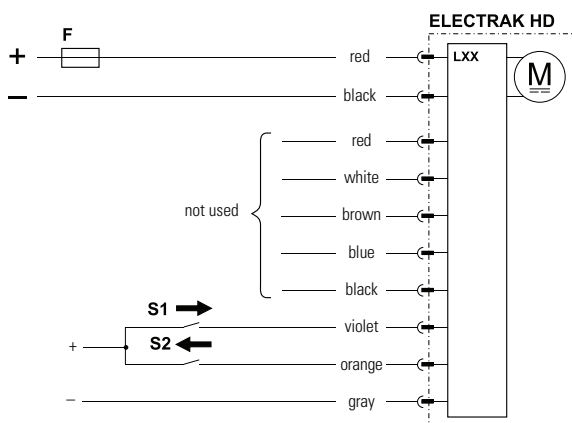 ELECTRAK HD
F
+ red LXX
M
– black
red
white
not used brown
blue
black
S1 violet
+ S2
orange
– gray